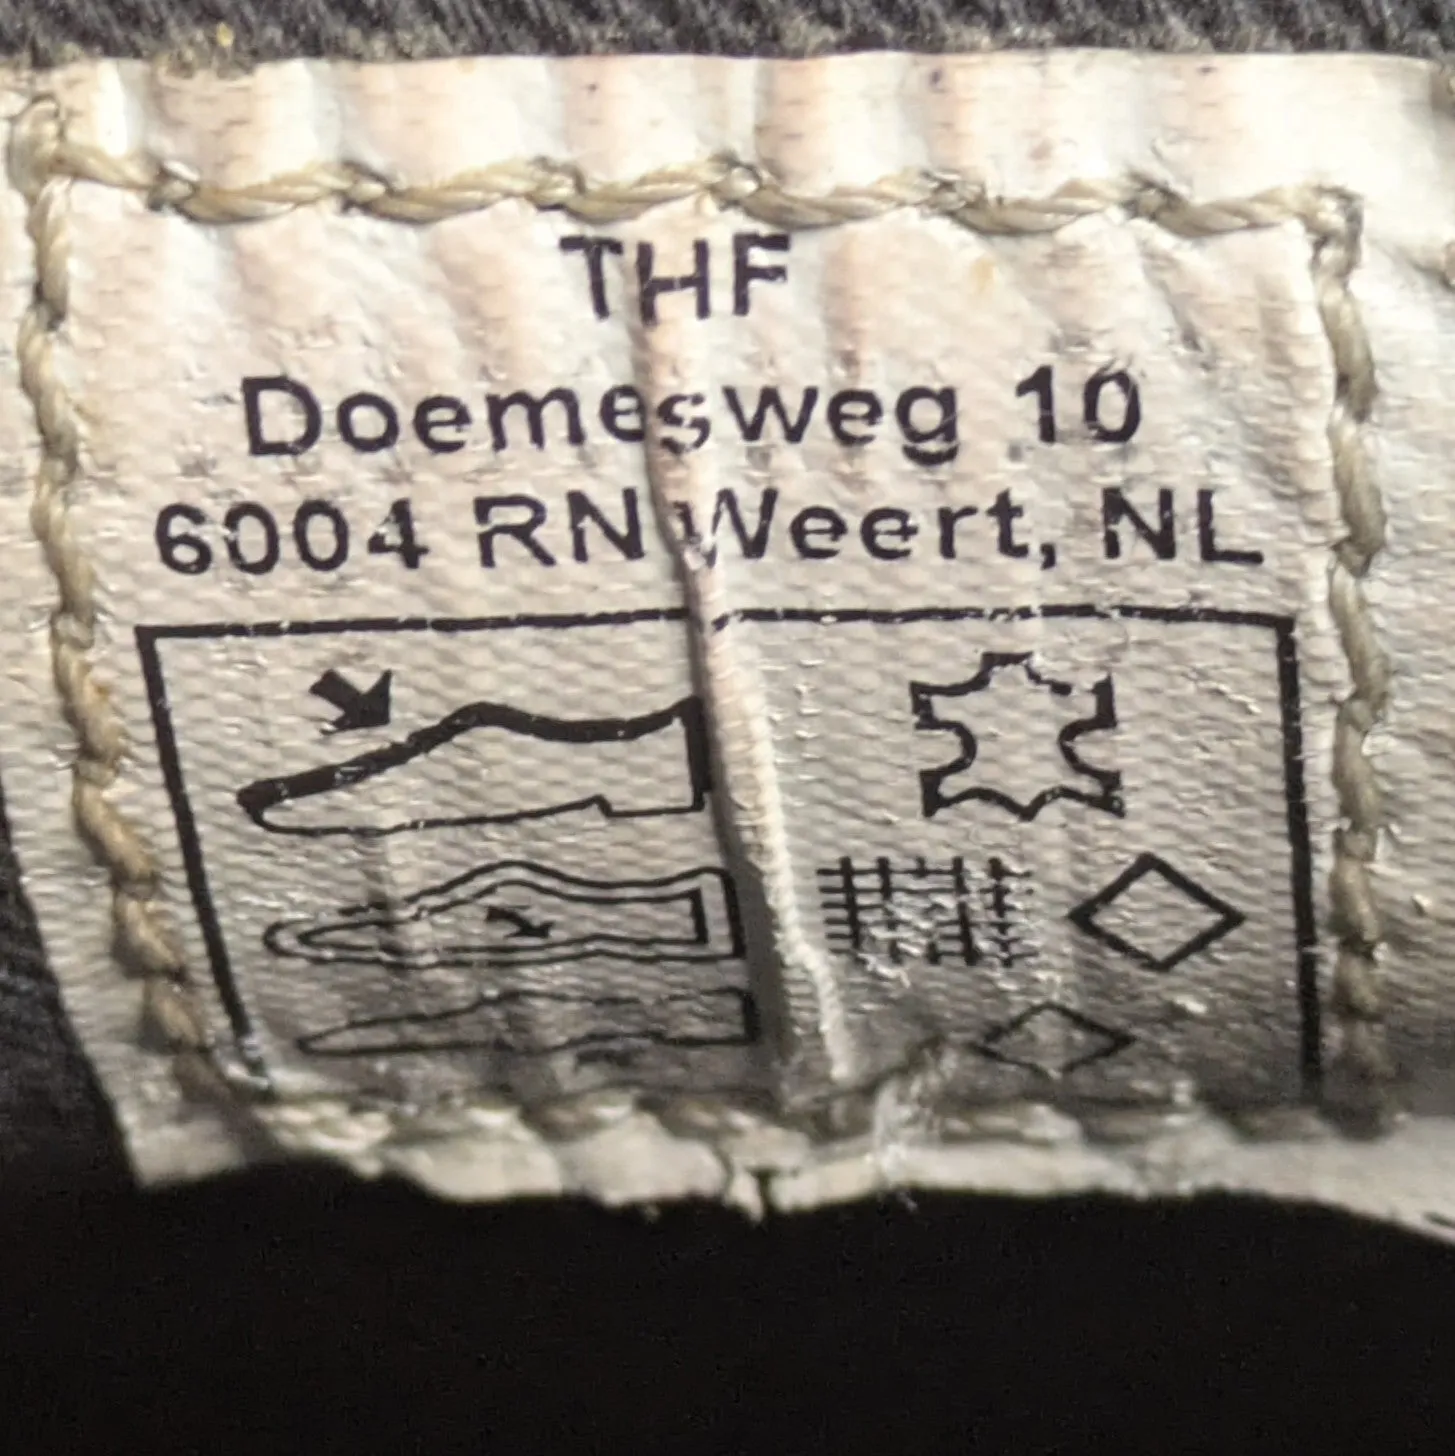 THF
Doemesweg 10
6004 RN Weert, NL